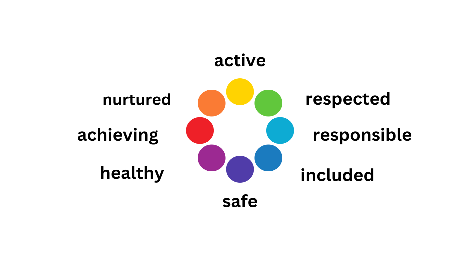 active
nurtured
respected
achieving
responsible
healthy
included
safe